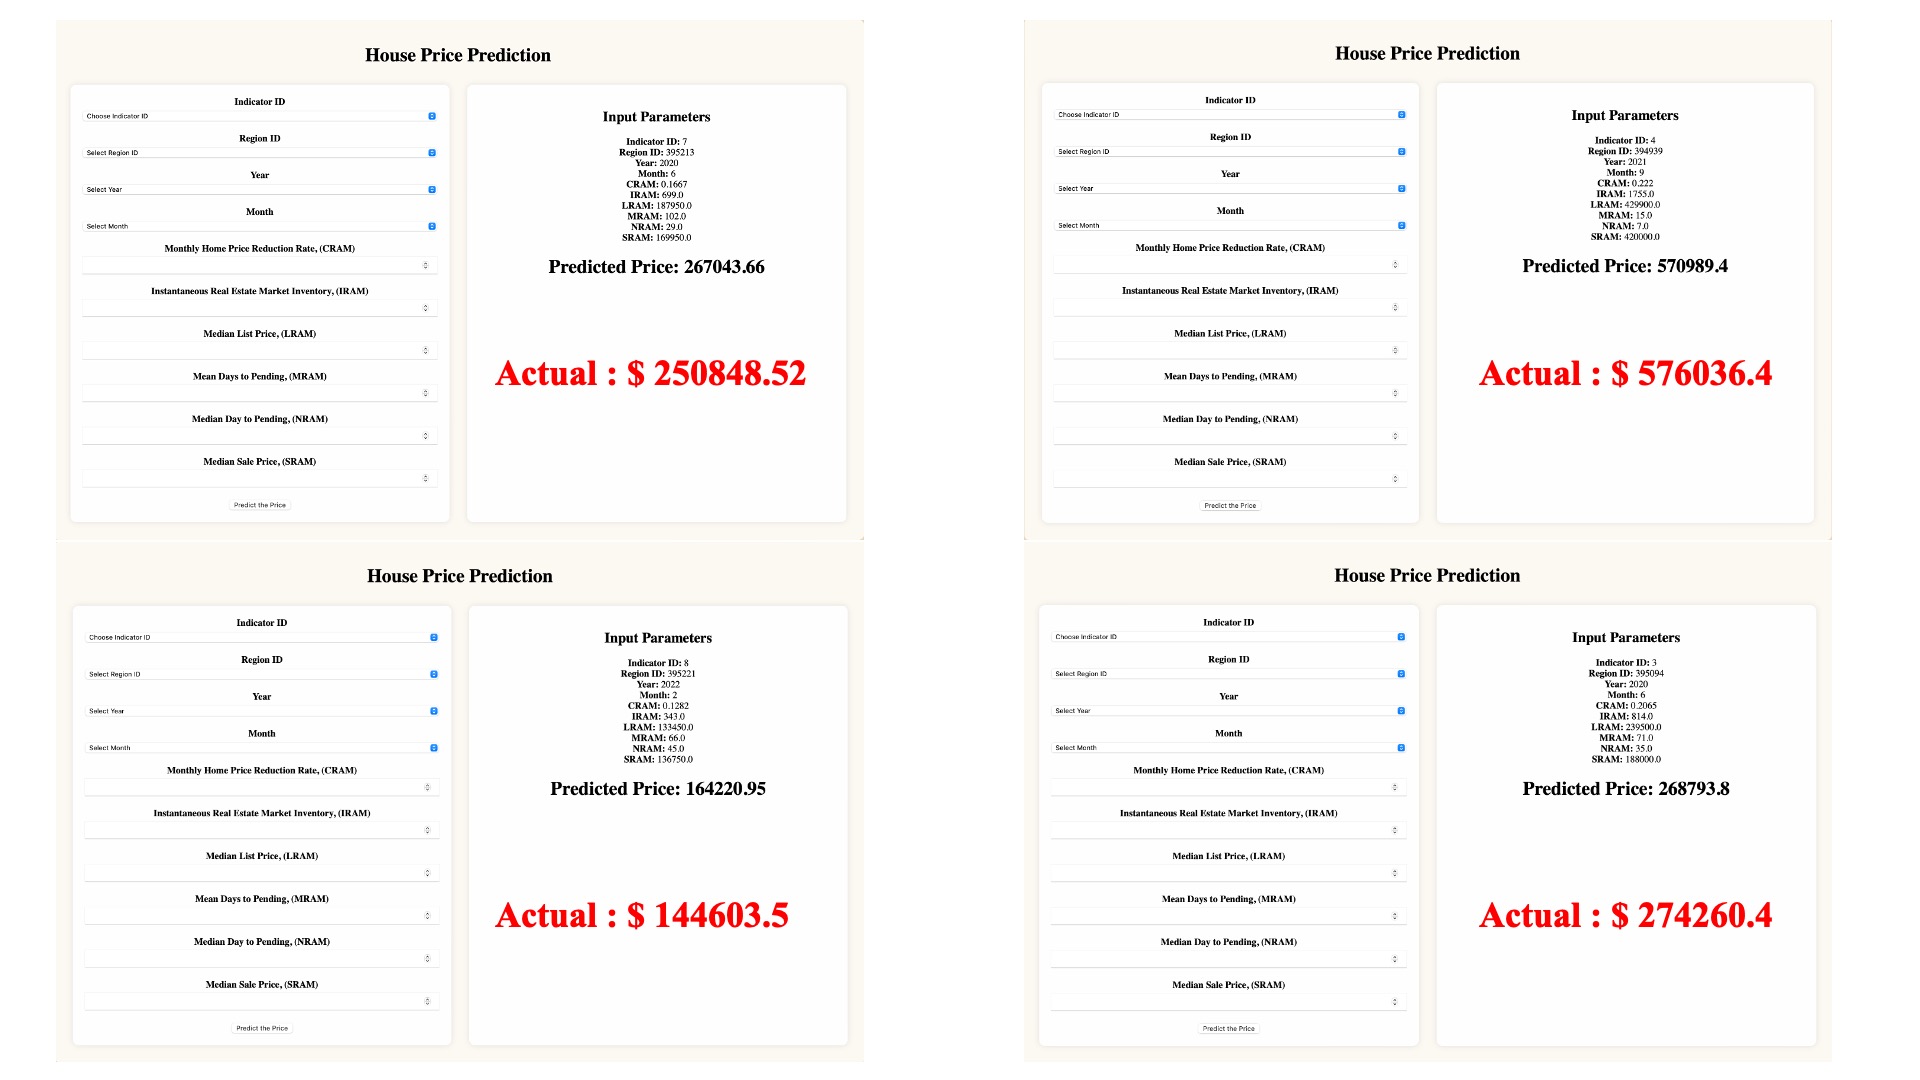 House Price Prediction
Indicator ID
Choose Indicator ID
Region ID
Select Region ID
Year
Select Year
Month
Select Month
Monthly Home Price Reduction Rate, (CRAM)
Instantaneous Real Estate Market Inventory, (IRAM)
Median List Price, (LRAM)
Mean Days to Pending, (MRAM)
Median Day to Pending, (NRAM)
Median Sale Price, (SRAM)
Predict the Price
Input Parameters
Indicator ID: 7
Region ID: 395213
Year: 2020
Month: 6
CRAM: 0.1667
IRAM: 699.0
LRAM: 187950.0
MRAM: 102.0
NRAM: 29.0
SRAM: 169950.0
Predicted Price: 267043.66
Actual : $ 250848.52
House Price Prediction
Indicator ID
Choose Indicator ID
Region ID
Select Region ID
Year
Select Year
Month
Select Month
Monthly Home Price Reduction Rate, (CRAM)
Instantaneous Real Estate Market Inventory, (IRAM)
Median List Price, (LRAM)
Mean Days to Pending, (MRAM)
Median Day to Pending, (NRAM)
Median Sale Price, (SRAM)
Predict the Price
Input Parameters
Indicator ID: 4
Region ID: 394939
Year: 2021
Month: 9
CRAM: 0.222
IRAM: 1755.0
LRAM: 429900.0
MRAM: 15.0
NRAM: 7.0
SRAM: 420000.0
Predicted Price: 570989.4
Actual : $ 576036.4
House Price Prediction
Indicator ID
Choose Indicator ID
Region ID
Select Region ID
Year
Select Year
Month
Select Month
Monthly Home Price Reduction Rate, (CRAM)
Instantaneous Real Estate Market Inventory, (IRAM)
Median List Price, (LRAM)
Mean Days to Pending, (MRAM)
Median Day to Pending, (NRAM)
Median Sale Price, (SRAM)
Predict the Price
Input Parameters
Indicator ID: 8
Region ID: 395221
Year: 2022
Month: 2
CRAM: 0.1282
IRAM: 343.0
LRAM: 133450.0
MRAM: 66.0
NRAM: 45.0
SRAM: 136750.0
Predicted Price: 164220.95
Actual : $ 144603.5
House Price Prediction
Indicator ID
Choose Indicator ID
Region ID
Select Region ID
Year
Select Year
Month
Select Month
Monthly Home Price Reduction Rate, (CRAM)
Instantaneous Real Estate Market Inventory, (IRAM)
Median List Price, (LRAM)
Mean Days to Pending, (MRAM)
Median Day to Pending, (NRAM)
Median Sale Price, (SRAM)
Predict the Price
Input Parameters
Indicator ID: 3
Region ID: 395094
Year: 2020
Month: 6
CRAM: 0.2065
IRAM: 814.0
LRAM: 239500.0
MRAM: 71.0
NRAM: 35.0
SRAM: 188000.0
Predicted Price: 268793.8
Actual : $ 274260.4